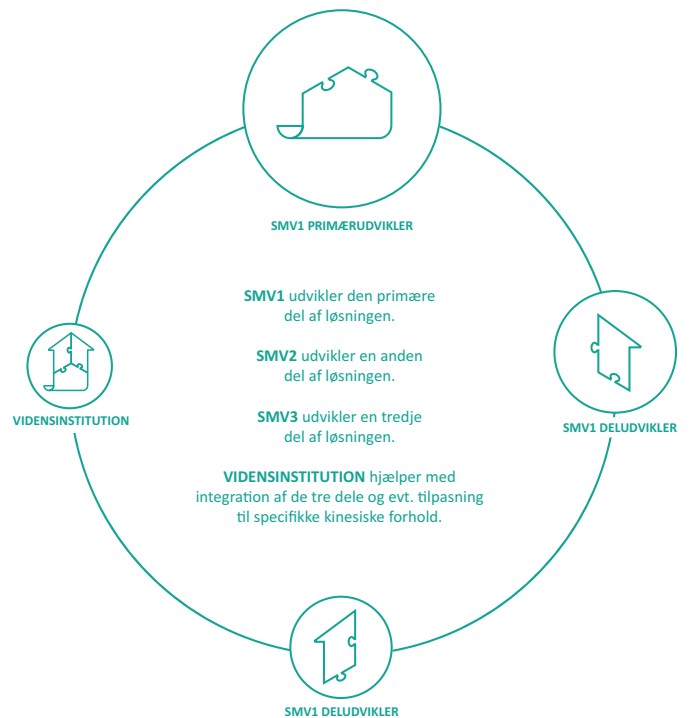 SMV1 PRIMÆRUDVIKLER
SMV1 udvikler den primære
del af løsningen.
SMV2 udvikler en anden
del af løsningen.
SMV3 udvikler en tredje
del af løsningen.
VIDENSINSTITUTION hjælper med
integration af de tre dele og evt. tilpasning
til specifikke kinesiske forhold.
VIDENSINSTITUTION
SMV1 DELUDVIKLER
SMV1 DELUDVIKLER